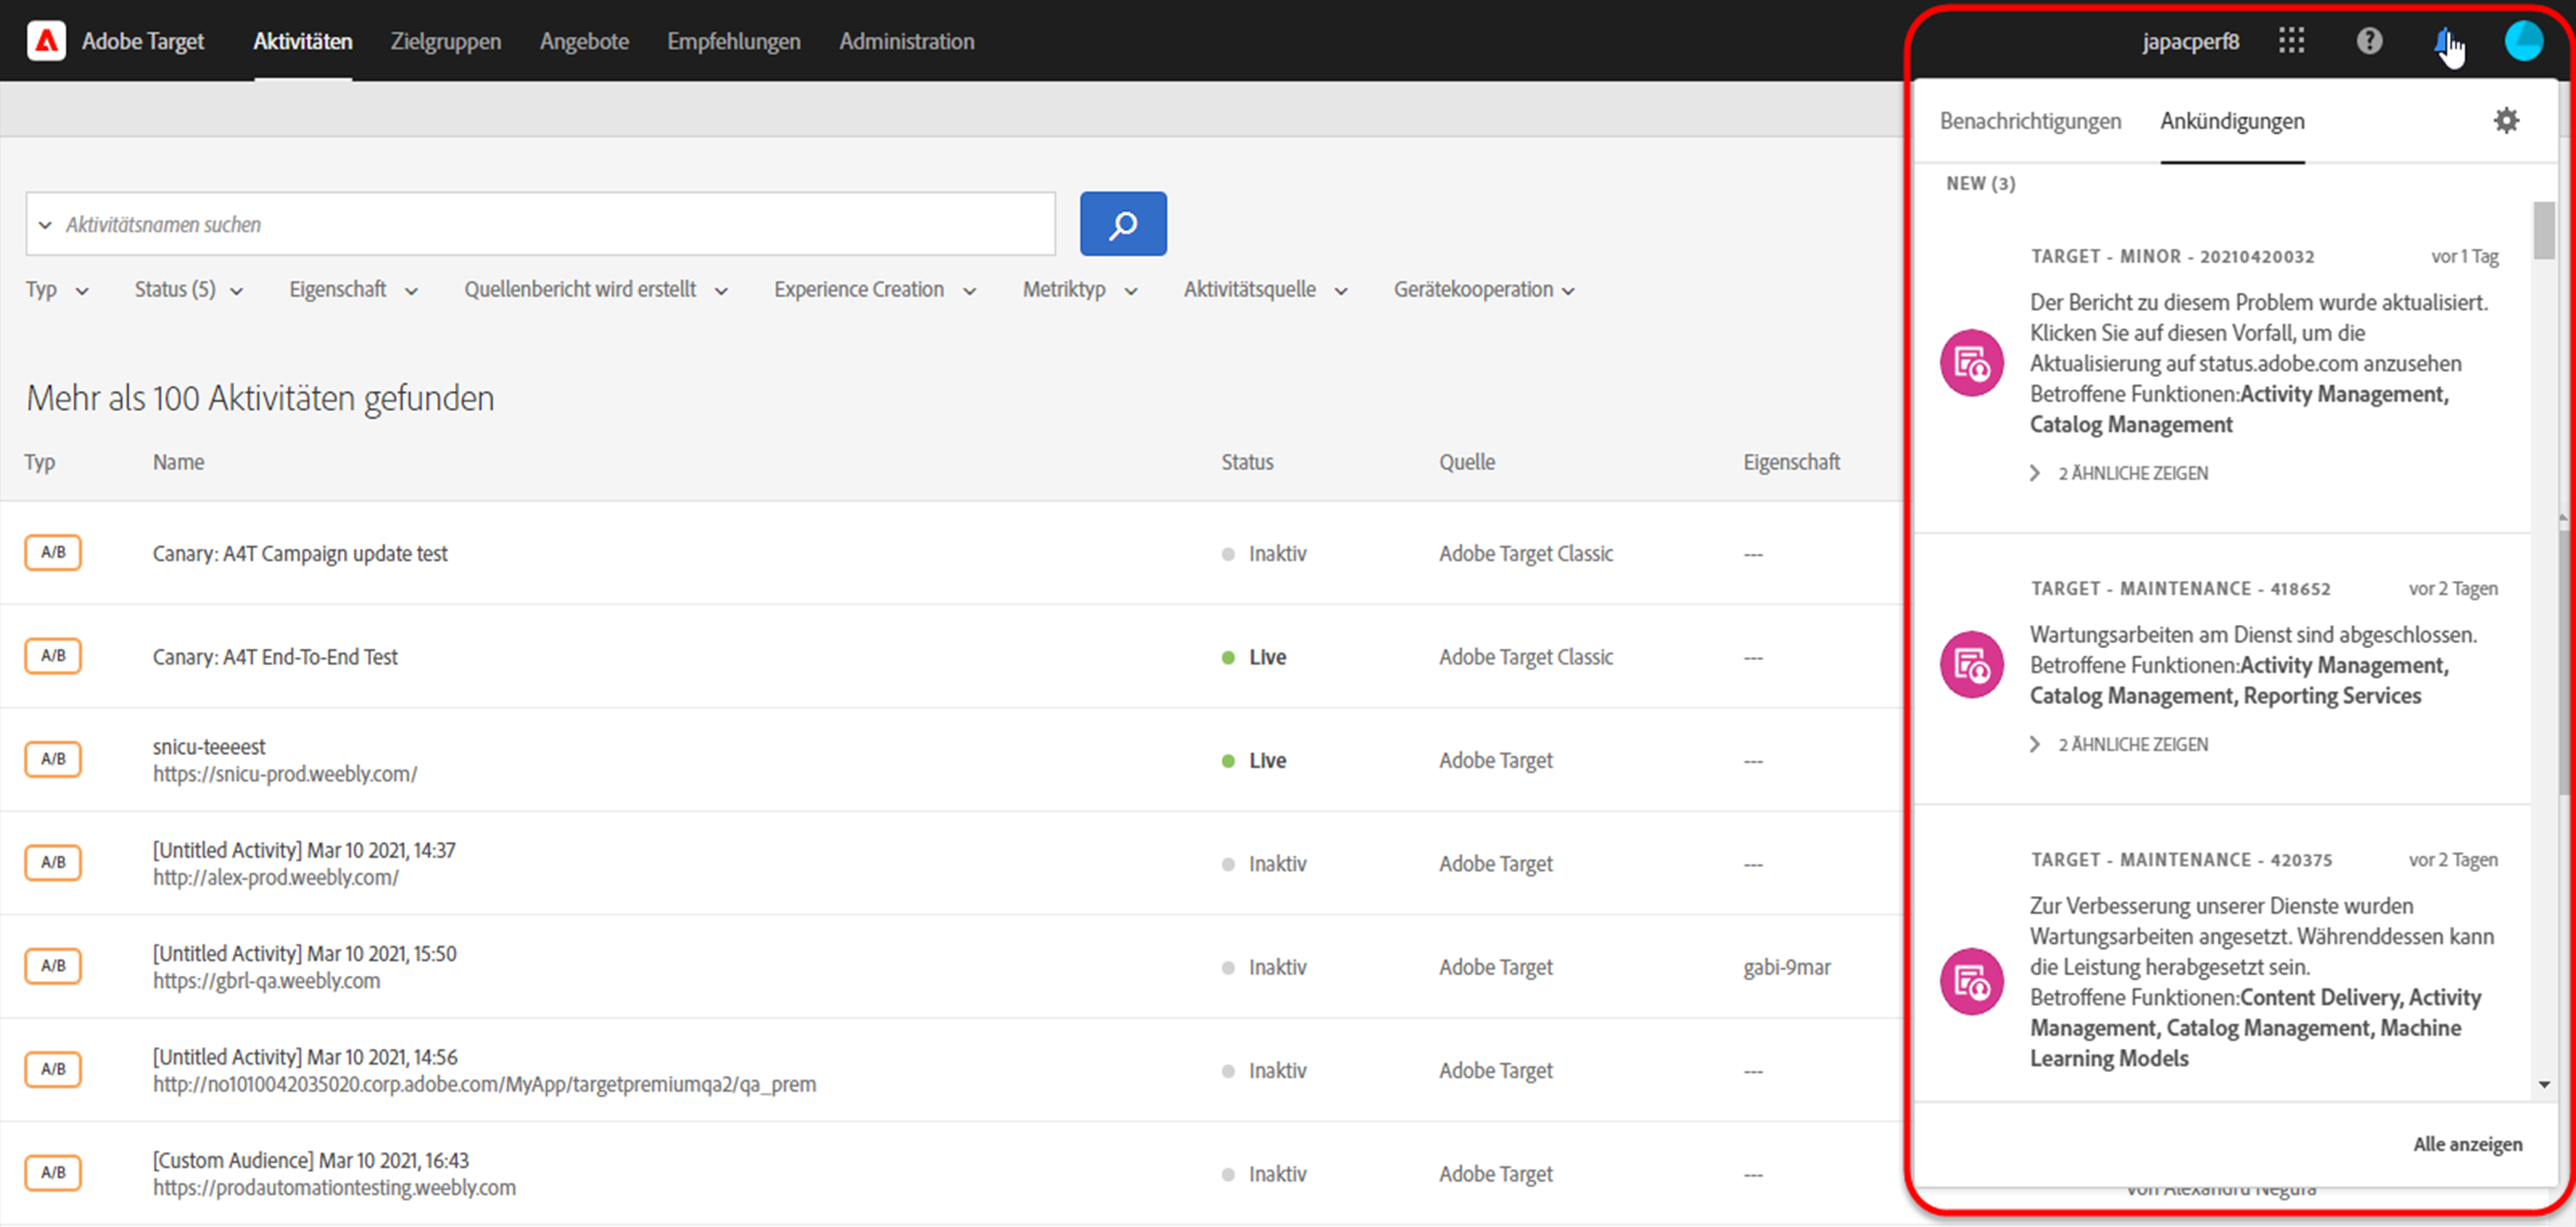 Adobe Target Aktivitäten Zielgruppen Angebote Empfehlungen Administration japacperf8
Aktivitätsnamen suchen
Typ Status (5) Eigenschaft Quellenbericht wird erstellt Experience Creation Metriktyp Aktivitätsquelle Gerätekooperation
Mehr als 100 Aktivitäten gefunden
Typ Name Status Quelle Eigenschaft
A/B Canary: A4T Campaign update test Inaktiv Adobe Target Classic ---
A/B Canary: A4T End-To-End Test Live Adobe Target Classic ---
A/B snicu-teeeest Live Adobe Target ---
https://snicu-prod.weebly.com/
A/B [Untitled Activity] Mar 10 2021, 14:37 Inaktiv Adobe Target ---
http://alex-prod.weebly.com/
A/B [Untitled Activity] Mar 10 2021, 15:50 Inaktiv Adobe Target gabi-9mar
https://gbrl-qa.weebly.com
A/B [Untitled Activity] Mar 10 2021, 14:56 Inaktiv Adobe Target ---
http://no1010042035020.corp.adobe.com/MyApp/targetpremiumqa2/qa_prem
A/B [Custom Audience] Mar 10 2021, 16:43 Inaktiv Adobe Target ---
https://prodautomationtesting.weebly.com
Benachrichtigungen Ankündigungen
NEW (3)
TARGET - MINOR - 20210420032 vor 1 Tag
Der Bericht zu diesem Problem wurde aktualisiert.
Klicken Sie auf diesen Vorfall, um die
Aktualisierung auf status.adobe.com anzusehen
Betroffene Funktionen:Activity Management,
Catalog Management
2 ÄHNLICHE ZEIGEN
TARGET - MAINTENANCE - 418652 vor 2 Tagen
Wartungsarbeiten am Dienst sind abgeschlossen.
Betroffene Funktionen:Activity Management,
Catalog Management, Reporting Services
2 ÄHNLICHE ZEIGEN
TARGET - MAINTENANCE - 420375 vor 2 Tagen
Zur Verbesserung unserer Dienste wurden
Wartungsarbeiten angesetzt. Währenddessen kann
die Leistung herabgesetzt sein.
Betroffene Funktionen:Content Delivery, Activity
Management, Catalog Management, Machine
Learning Models
Alle anzeigen
von Alexandru Negura